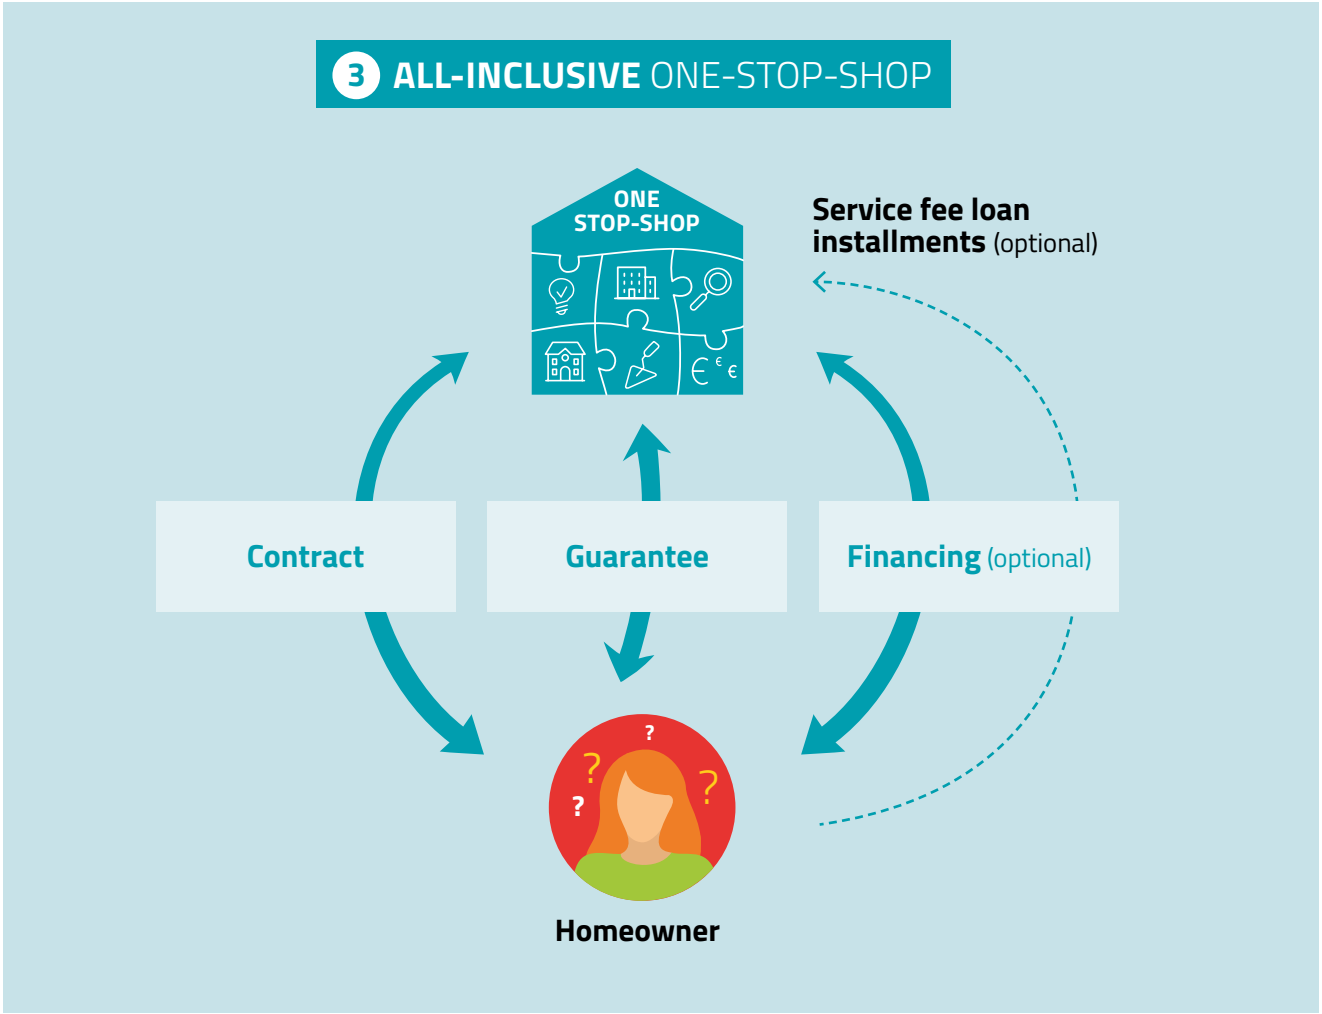 3 ALL-INCLUSIVE ONE-STOP-SHOP
ONE
STOP-SHOP
Service fee loan
installments (optional)
€ € €
Contract
Guarantee
Financing (optional)
?
? ?
?
Homeowner